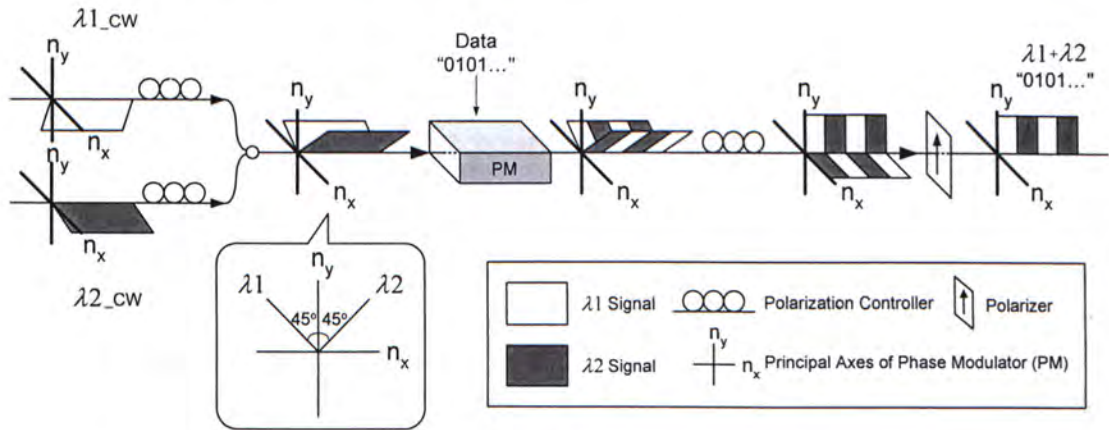 λ1_CW
n_y
n_x
n_y
n_x
λ2_CW
n_y
n_x
Data
"0101..."
PM
n_y
n_x
n_y
n_x
λ1+λ2
"0101..."
n_y
n_x
n_y
λ1
λ2
45° 45°
n_x
λ1 Signal
Polarization Controller
Polarizer
λ2 Signal
n_y
n_x
Principal Axes of Phase Modulator (PM)